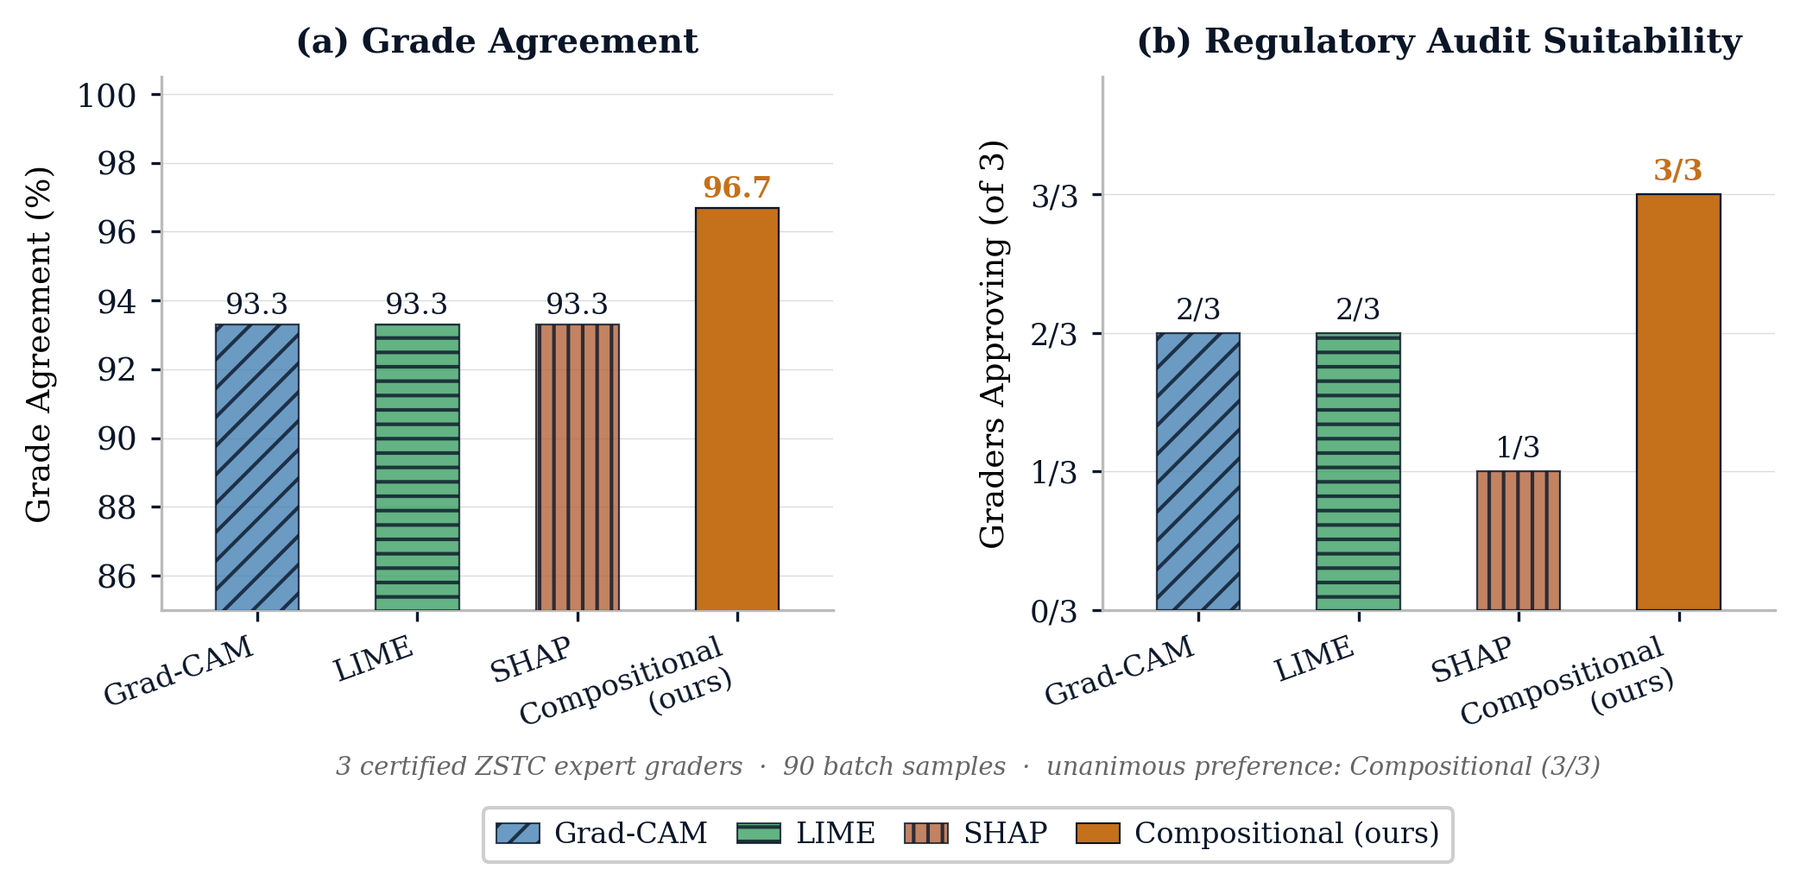 (a) Grade Agreement
Grade Agreement (%)
100
98
96
94
92
90
88
86
93.3
93.3
93.3
96.7
Grad-CAM
LIME
SHAP
Compositional
(ours)
(b) Regulatory Audit Suitability
Graders Approving (of 3)
3/3
2/3
1/3
0/3
2/3
2/3
1/3
3/3
Grad-CAM
LIME
SHAP
Compositional
(ours)
3 certified ZSTC expert graders · 90 batch samples · unanimous preference: Compositional (3/3)
Grad-CAM LIME SHAP Compositional (ours)